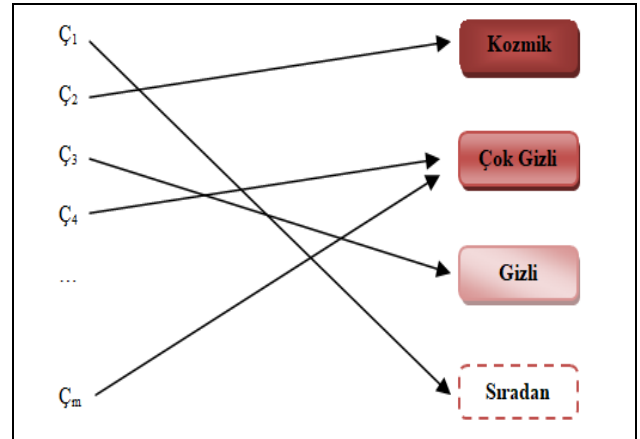 Ç₁
Kozmik
Ç₂
Ç₃
Çok Gizli
Ç₄
...
Gizli
Çₘ
Sıradan